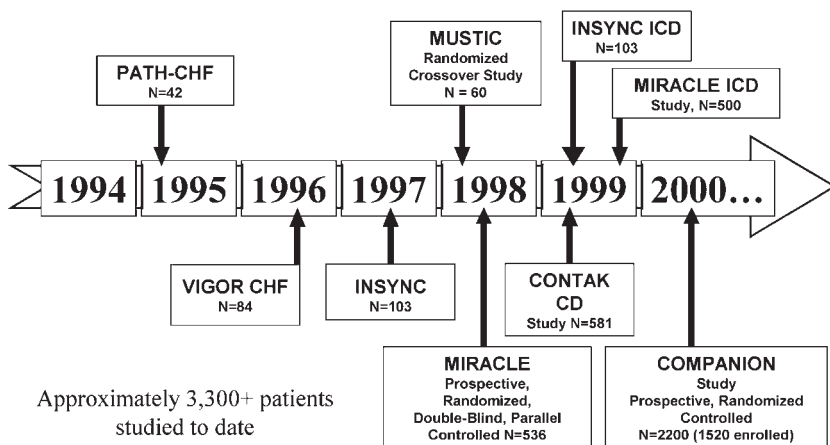 PATH-CHF
N=42
MUSTIC
Randomized
Crossover Study
N = 60
INSYNC ICD
N=103
MIRACLE ICD
Study, N=500
1994 1995 1996 1997 1998 1999 2000...
VIGOR CHF
N=84
INSYNC
N=103
CONTAK
CD
Study N=581
MIRACLE
Prospective,
Randomized,
Double-Blind, Parallel
Controlled N=536
COMPANION
Study
Prospective, Randomized
Controlled
N=2200 (1520 enrolled)
Approximately 3,300+ patients
studied to date